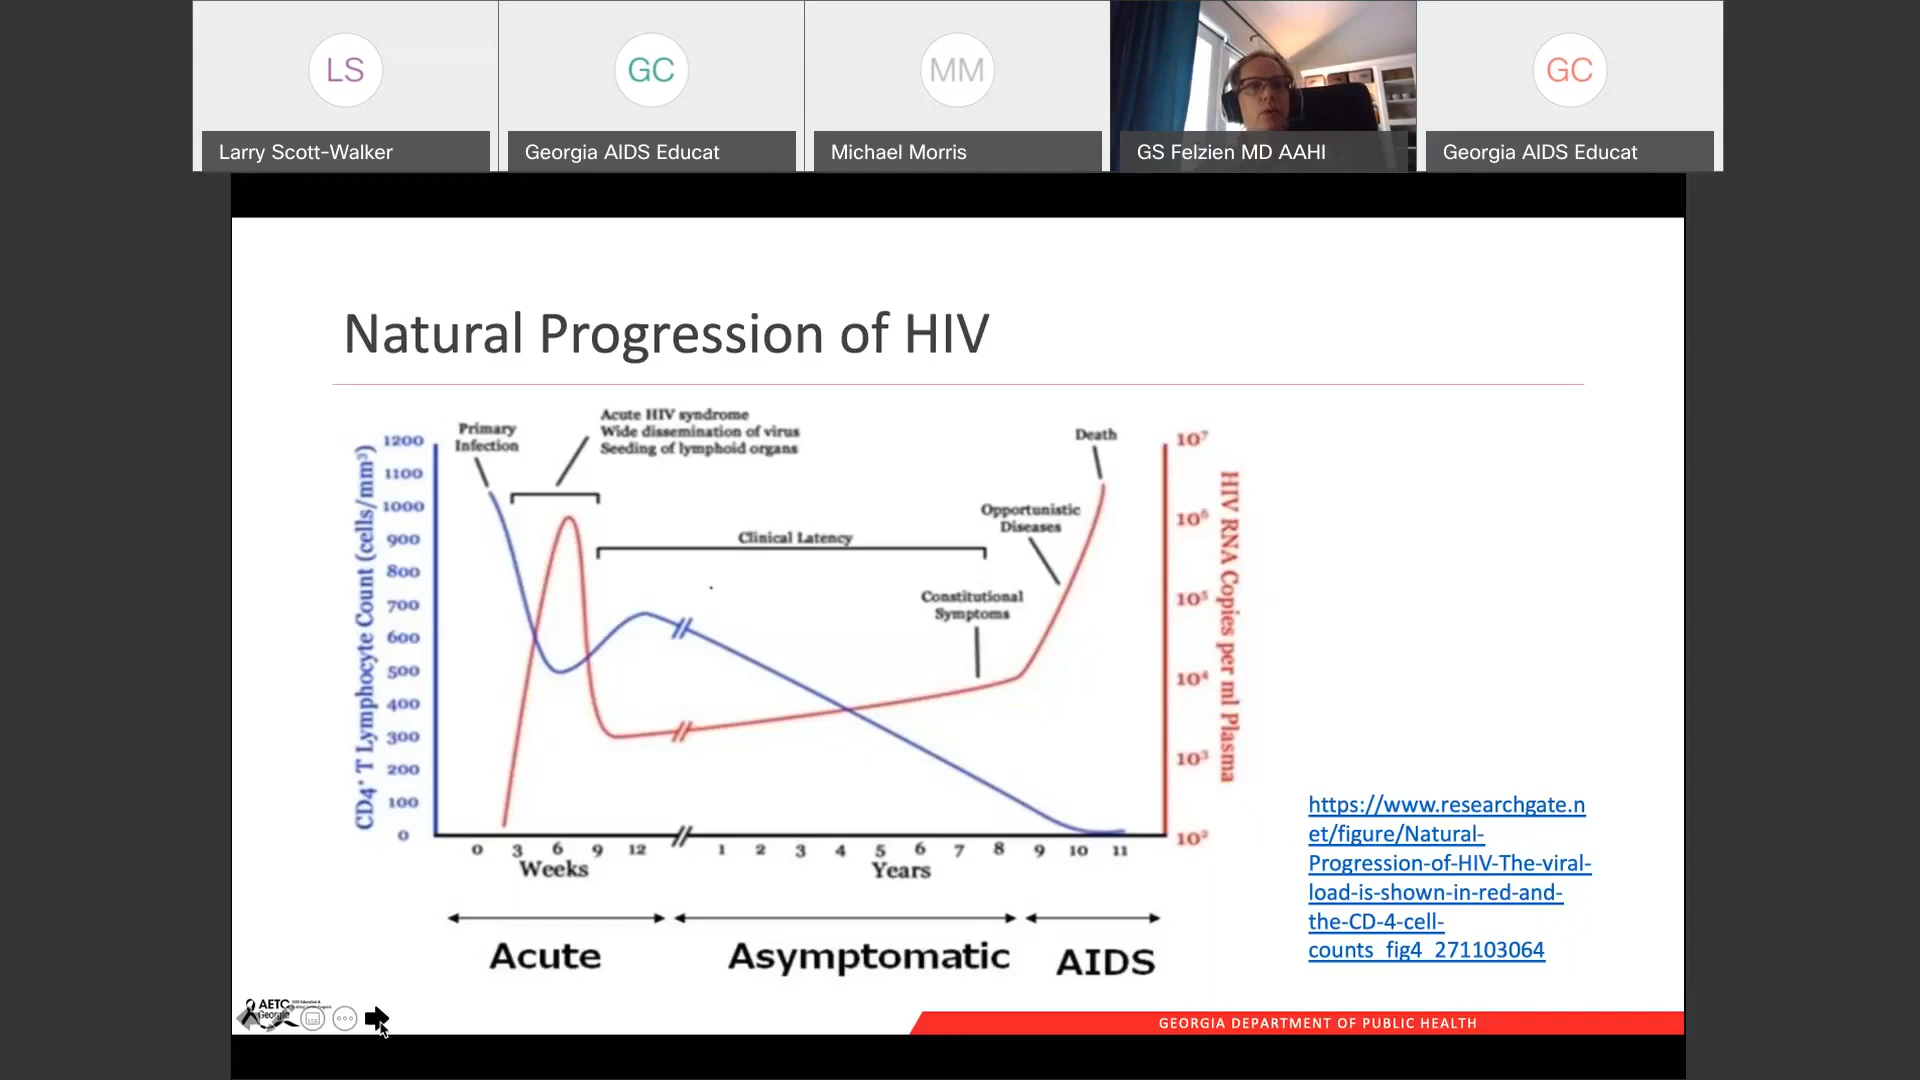 LS
GC
MM
GC
Larry Scott-Walker
Georgia AIDS Educat
Michael Morris
GS Felzien MD AAHI
Georgia AIDS Educat
Natural Progression of HIV
Primary
Infection
Acute HIV syndrome
Wide dissemination of virus
Seeding of lymphoid organs
Clinical Latency
Constitutional
Symptoms
Opportunistic
Diseases
Death
CD4⁺ T Lymphocyte Count (cells/mm³)
1200
1100
1000
900
800
700
600
500
400
300
200
100
0
HIV RNA Copies per ml Plasma
10⁷
10⁶
10⁵
10⁴
10³
10²
0 3 6 9 12 1 2 3 4 5 6 7 8 9 10 11
Weeks Years
Acute Asymptomatic AIDS
https://www.researchgate.n
et/figure/Natural-
Progression-of-HIV-The-viral-
load-is-shown-in-red-and-
the-CD-4-cell-
counts_fig4_271103064
AETC
Georgia
GEORGIA DEPARTMENT OF PUBLIC HEALTH